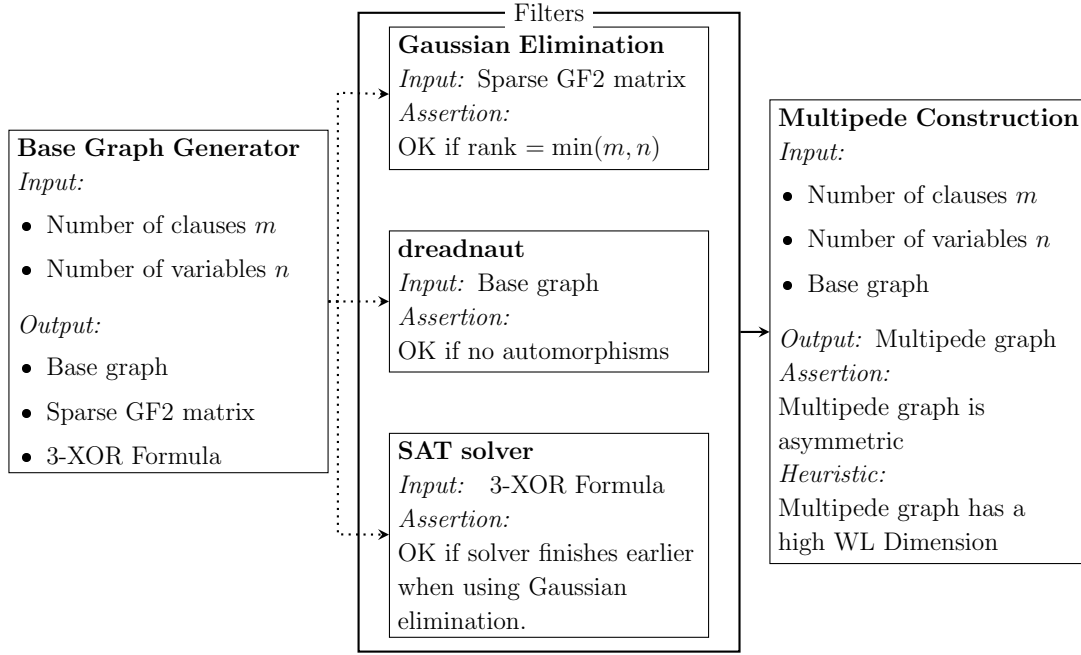 Filters
Base Graph Generator
Input:
• Number of clauses m
• Number of variables n
Output:
• Base graph
• Sparse GF2 matrix
• 3-XOR Formula
Gaussian Elimination
Input: Sparse GF2 matrix
Assertion:
OK if rank = min(m, n)
dreadnaut
Input: Base graph
Assertion:
OK if no automorphisms
SAT solver
Input: 3-XOR Formula
Assertion:
OK if solver finishes earlier
when using Gaussian
elimination.
Multipede Construction
Input:
• Number of clauses m
• Number of variables n
• Base graph
Output: Multipede graph
Assertion:
Multipede graph is
asymmetric
Heuristic:
Multipede graph has a
high WL Dimension